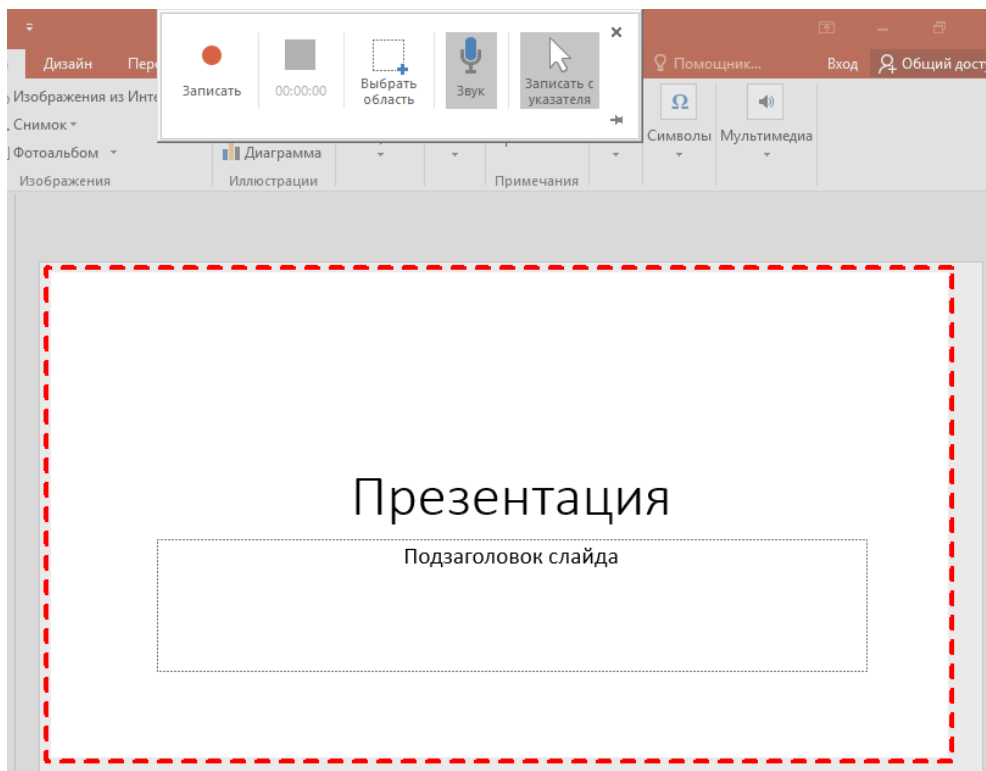 Дизайн
Помощник...
Вход
Общий дост
Изображения из Инте
Снимок
Фотоальбом
Изображения
Записать
00:00:00
Выбрать
область
Звук
Записать с
указателя
Диаграмма
Иллюстрации
Примечания
Ω
Символы
Мультимедиа
Презентация
Подзаголовок слайда